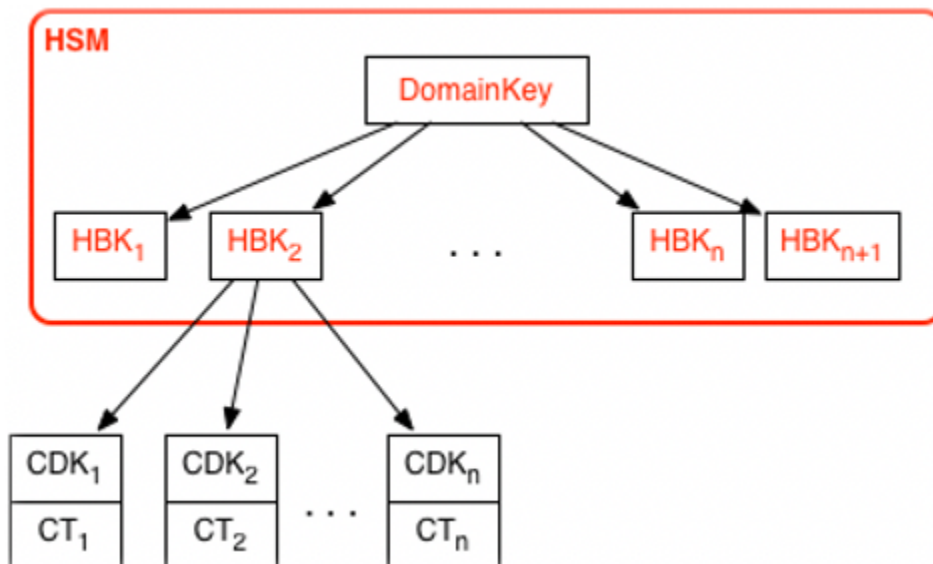 HSM
DomainKey
HBK₁ HBK₂ . . . HBKₙ HBKₙ₊₁
CDK₁ CDK₂ CDKₙ
. . .
CT₁ CT₂ CTₙ